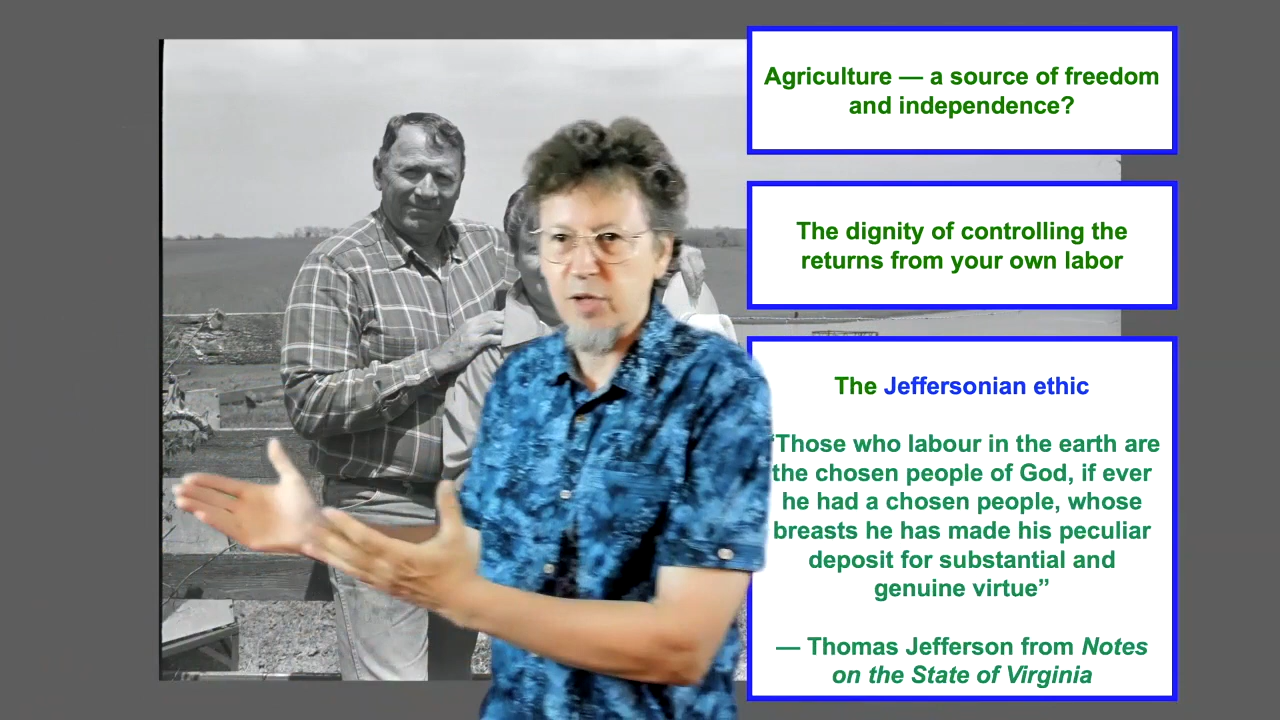 Agriculture — a source of freedom
and independence?
The dignity of controlling the
returns from your own labor
The Jeffersonian ethic
“Those who labour in the earth are
the chosen people of God, if ever
he had a chosen people, whose
breasts he has made his peculiar
deposit for substantial and
genuine virtue”
— Thomas Jefferson from Notes
on the State of Virginia